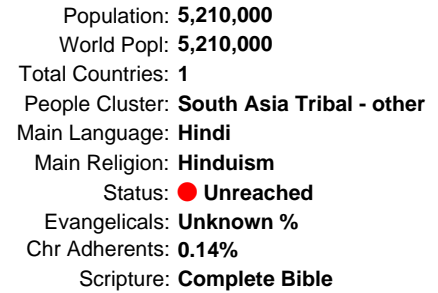 Population: 5,210,000
World Popl: 5,210,000
Total Countries: 1
People Cluster: South Asia Tribal - other
Main Language: Hindi
Main Religion: Hinduism
Status: Unreached
Evangelicals: Unknown %
Chr Adherents: 0.14%
Scripture: Complete Bible